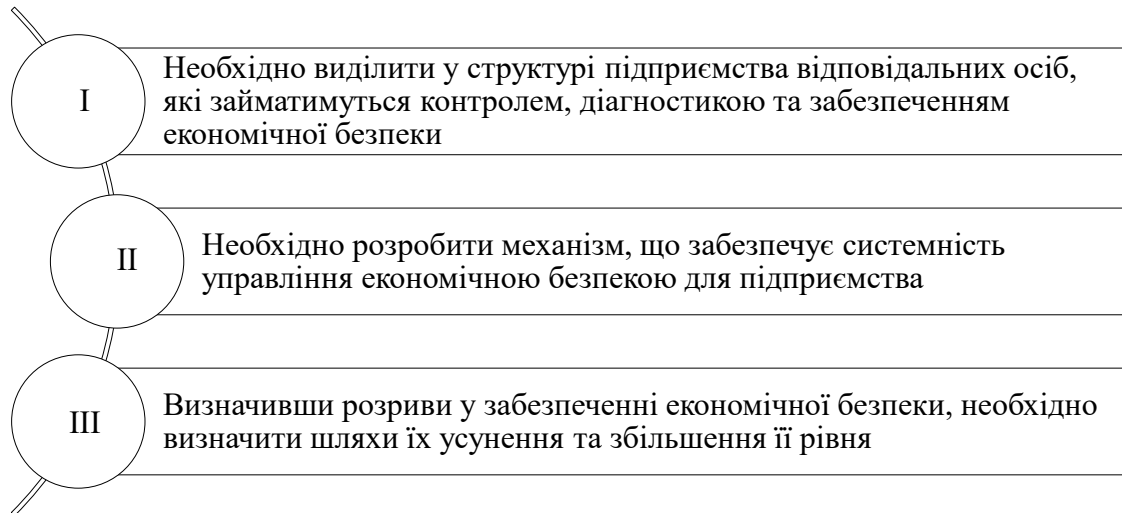 I
Необхідно виділити у структурі підприємства відповідальних осіб,
які займатимуться контролем, діагностикою та забезпеченням
економічної безпеки
II
Необхідно розробити механізм, що забезпечує системність
управління економічною безпекою для підприємства
III
Визначивши розриви у забезпеченні економічної безпеки, необхідно
визначити шляхи їх усунення та збільшення її рівня